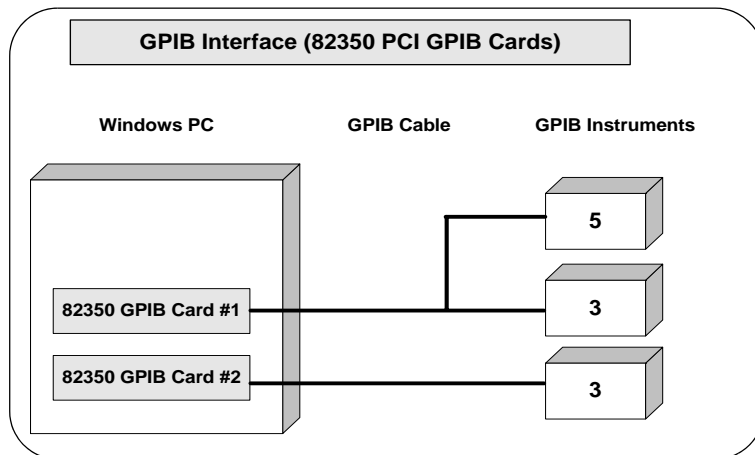 GPIB Interface (82350 PCI GPIB Cards)
Windows PC
GPIB Cable
GPIB Instruments
5
82350 GPIB Card #1
3
82350 GPIB Card #2
3